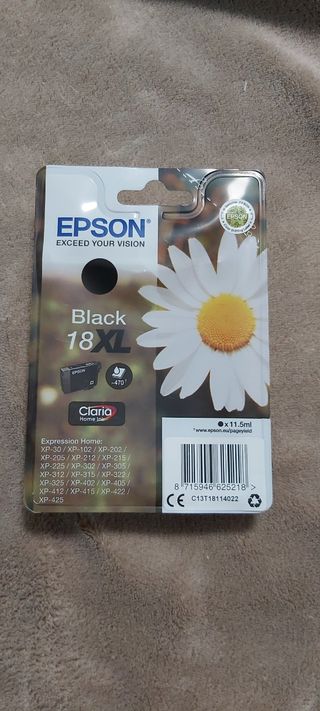 EPSON®
EXCEED YOUR VISION
EPSON
Black
18XL
EPSON
~470*
Claria
Home Ink
x 11.5ml
*www.epson.eu/pageyield
Expression Home:
XP-30 / XP-102 / XP-202 /
XP-205 / XP-212 / XP-215 /
XP-225 / XP-302 / XP-305 /
XP-312 / XP-315 / XP-322 /
XP-325 / XP-402 / XP-405 /
XP-412 / XP-415 / XP-422 /
XP-425
8 715946 625218 >
CE
C13T18114022